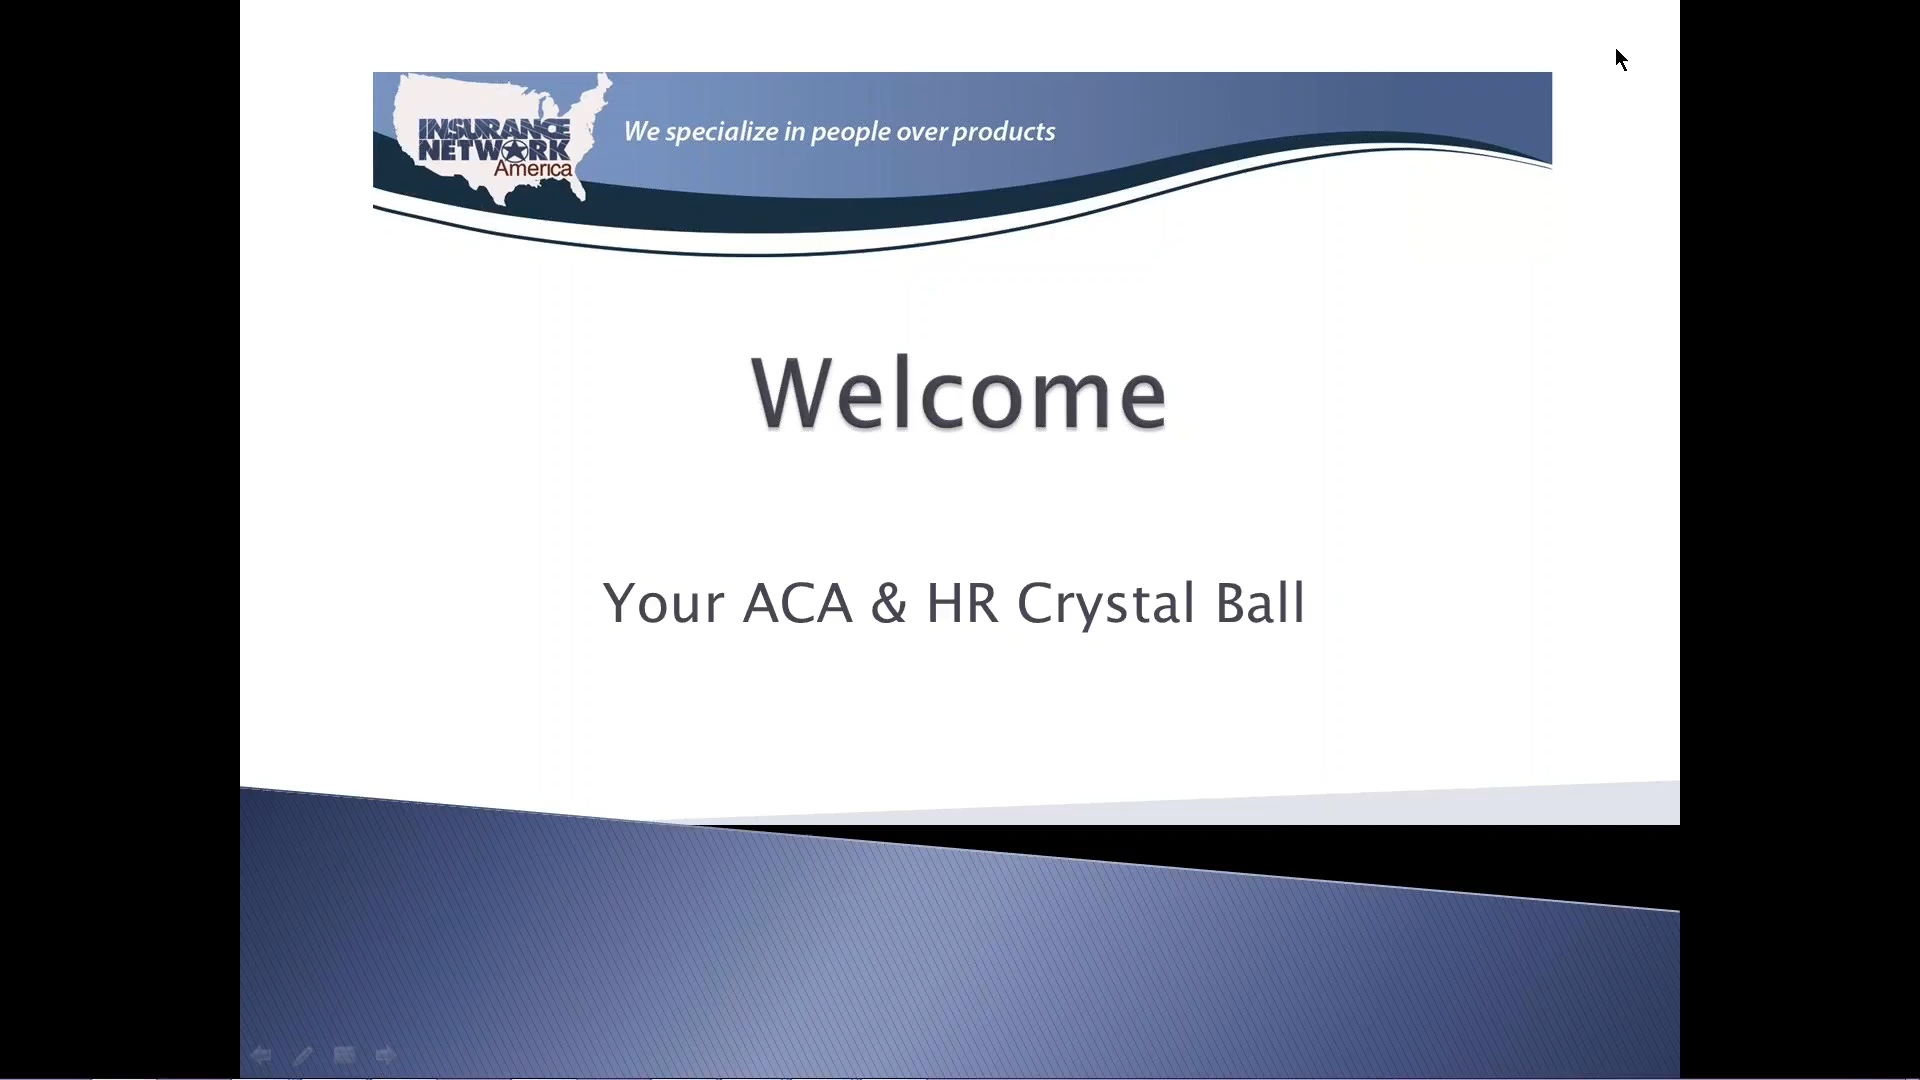 INSURANCE
NETWORK
America
We specialize in people over products
Welcome
Your ACA & HR Crystal Ball